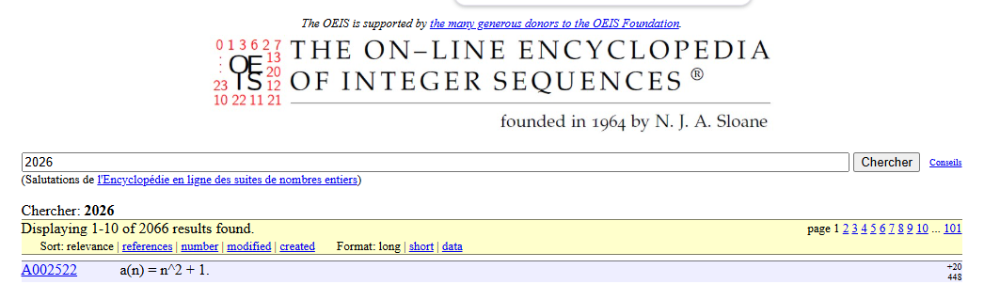 The OEIS is supported by the many generous donors to the OEIS Foundation.
0 1 3 6 2 7
: OE 13
: IS 20
23 12
10 22 11 21
THE ON–LINE ENCYCLOPEDIA
OF INTEGER SEQUENCES ®
founded in 1964 by N. J. A. Sloane
2026 Chercher Conseils
(Salutations de l'Encyclopédie en ligne des suites de nombres entiers)
Chercher: 2026
Displaying 1-10 of 2066 results found. page 1 2 3 4 5 6 7 8 9 10 ... 101
Sort: relevance | references | number | modified | created Format: long | short | data
A002522 a(n) = n^2 + 1. +20
448